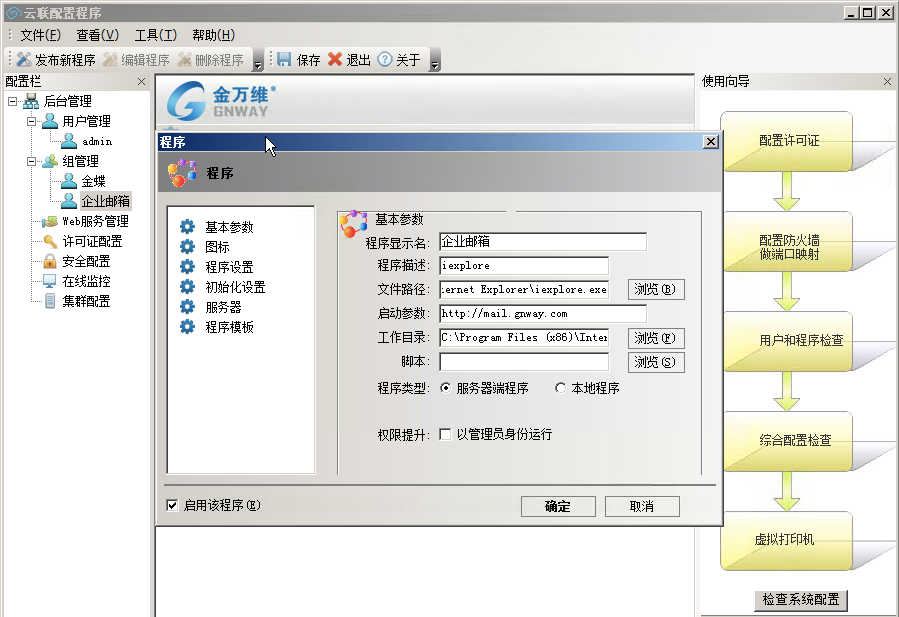 云联配置程序
文件(F) 查看(V) 工具(T) 帮助(H)
发布新程序 编辑程序 删除程序 保存 退出 关于
配置栏
后台管理
用户管理
admin
组管理
金蝶
企业邮箱
Web服务管理
许可证配置
安全配置
在线监控
集群配置
金万维®
GNWAY
程序
程序
基本参数
图标
程序设置
初始化设置
服务器
程序模板
基本参数
程序显示名: 企业邮箱
程序描述: iexplore
文件路径: ternet Explorer\iexplore.exe 浏览(B)
启动参数: http://mail.gnway.com
工作目录: C:\Program Files (x86)\Inter 浏览(F)
脚本: 浏览(S)
程序类型: 服务器端程序 本地程序
权限提升: 以管理员身份运行
启用该程序(E)
确定 取消
使用向导
配置许可证
配置防火墙
做端口映射
用户和程序检查
综合配置检查
虚拟打印机
检查系统配置